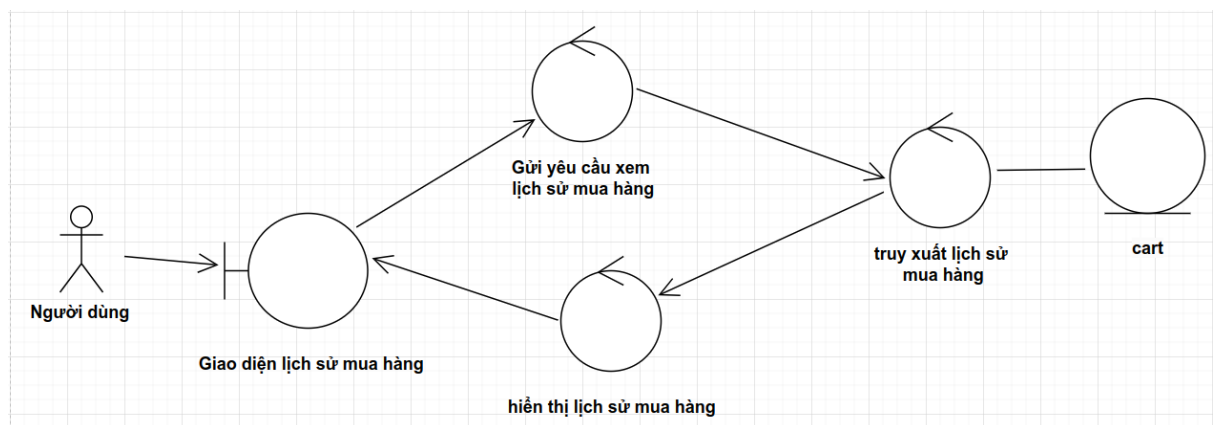 Gửi yêu cầu xem
lịch sử mua hàng
truy xuất lịch sử
mua hàng
cart
Người dùng
Giao diện lịch sử mua hàng
hiển thị lịch sử mua hàng